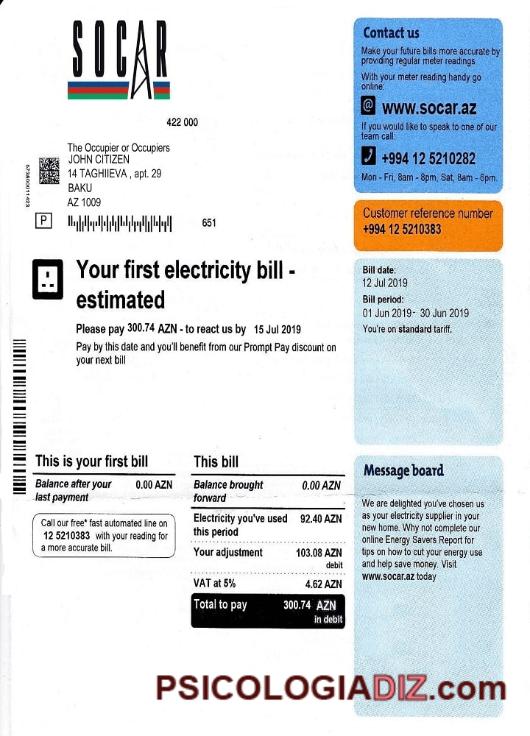 SOCAR
422 000
The Occupier or Occupiers
JOHN CITIZEN
14 TAGHIIEVA , apt. 29
BAKU
AZ 1009
P
651
Your first electricity bill -
estimated
Please pay 300.74 AZN - to react us by 15 Jul 2019
Pay by this date and you'll benefit from our Prompt Pay discount on
your next bill
This is your first bill
Balance after your 0.00 AZN
last payment
Call our free* fast automated line on
12 5210383 with your reading for
a more accurate bill.
This bill
Balance brought 0.00 AZN
forward
Electricity you've used 92.40 AZN
this period
Your adjustment 103.08 AZN
debit
VAT at 5% 4.62 AZN
Total to pay 300.74 AZN
in debit
Contact us
Make your future bills more accurate by
providing regular meter readings
With your meter reading handy go
online:
@ www.socar.az
If you would like to speak to one of our
team call:
+994 12 5210282
Mon - Fri, 8am - 8pm, Sat, 8am - 6pm.
Customer reference number
+994 12 5210383
Bill date:
12 Jul 2019
Bill period:
01 Jun 2019- 30 Jun 2019
You're on standard tariff.
Message board
We are delighted you've chosen us
as your electricity supplier in your
new home. Why not complete our
online Energy Savers Report for
tips on how to cut your energy use
and help save money. Visit
www.socar.az today
PSICOLOGIADIZ.com